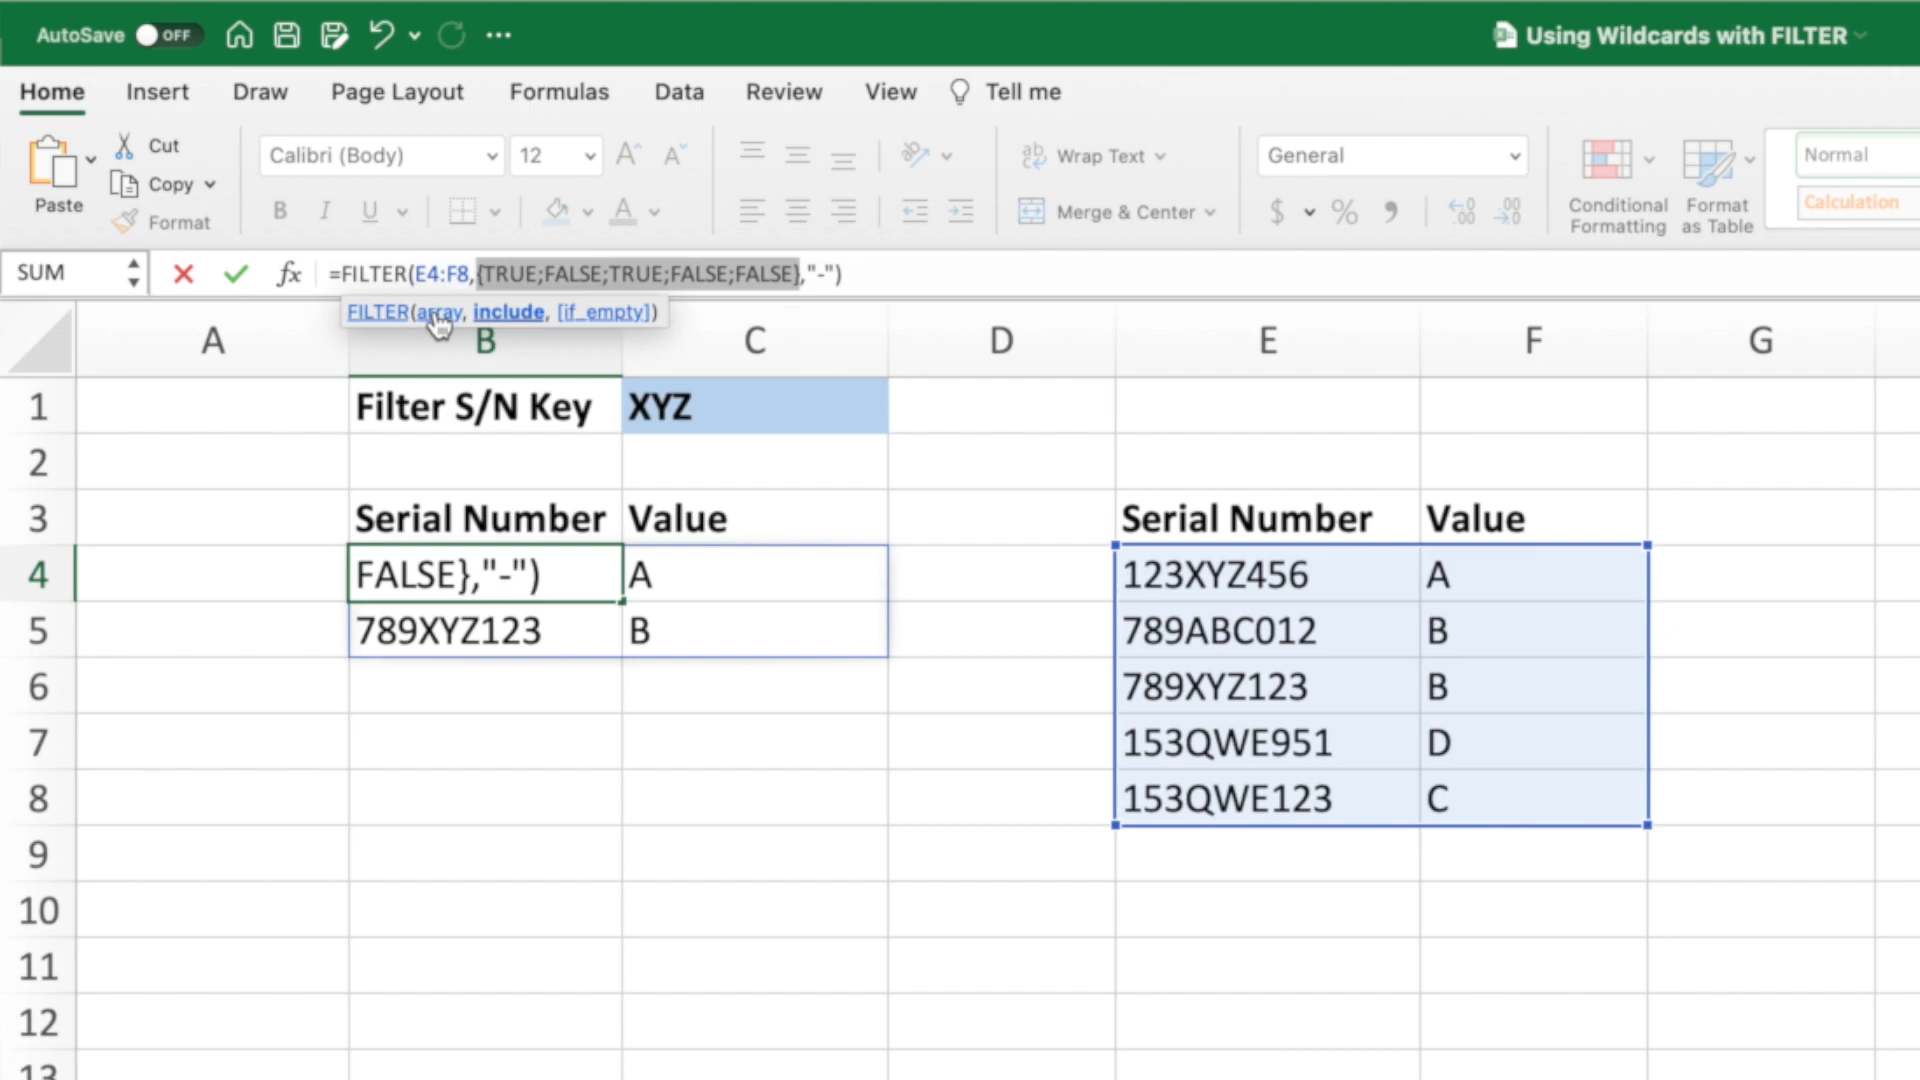 AutoSave OFF Using Wildcards with FILTER
Home Insert Draw Page Layout Formulas Data Review View Tell me
Paste Cut Copy Format
Calibri (Body) 12
B I U A
Wrap Text
Merge & Center
General
$ %
Conditional Formatting
Format as Table
Normal
Calculation
SUM fx =FILTER(E4:F8,{TRUE;FALSE;TRUE;FALSE;FALSE},"-")
FILTER(array, include, [if_empty])
A B C D E F G
1 Filter S/N Key XYZ
2
3 Serial Number Value Serial Number Value
4 FALSE},"-") A 123XYZ456 A
5 789XYZ123 B 789ABC012 B
6 789XYZ123 B
7 153QWE951 D
8 153QWE123 C
9
10
11
12
13